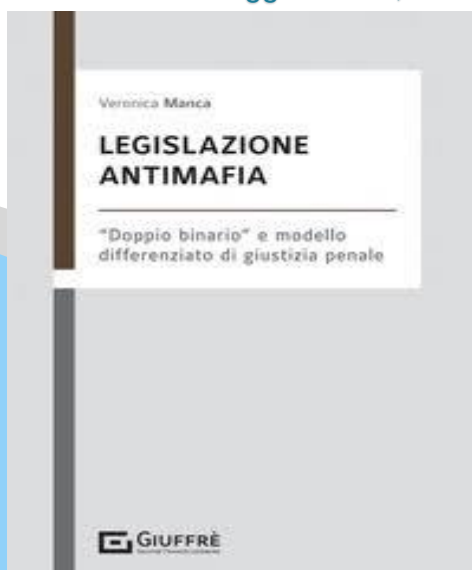 Veronica Manca
LEGISLAZIONE
ANTIMAFIA
"Doppio binario" e modello
differenziato di giustizia penale
GIUFFRÈ